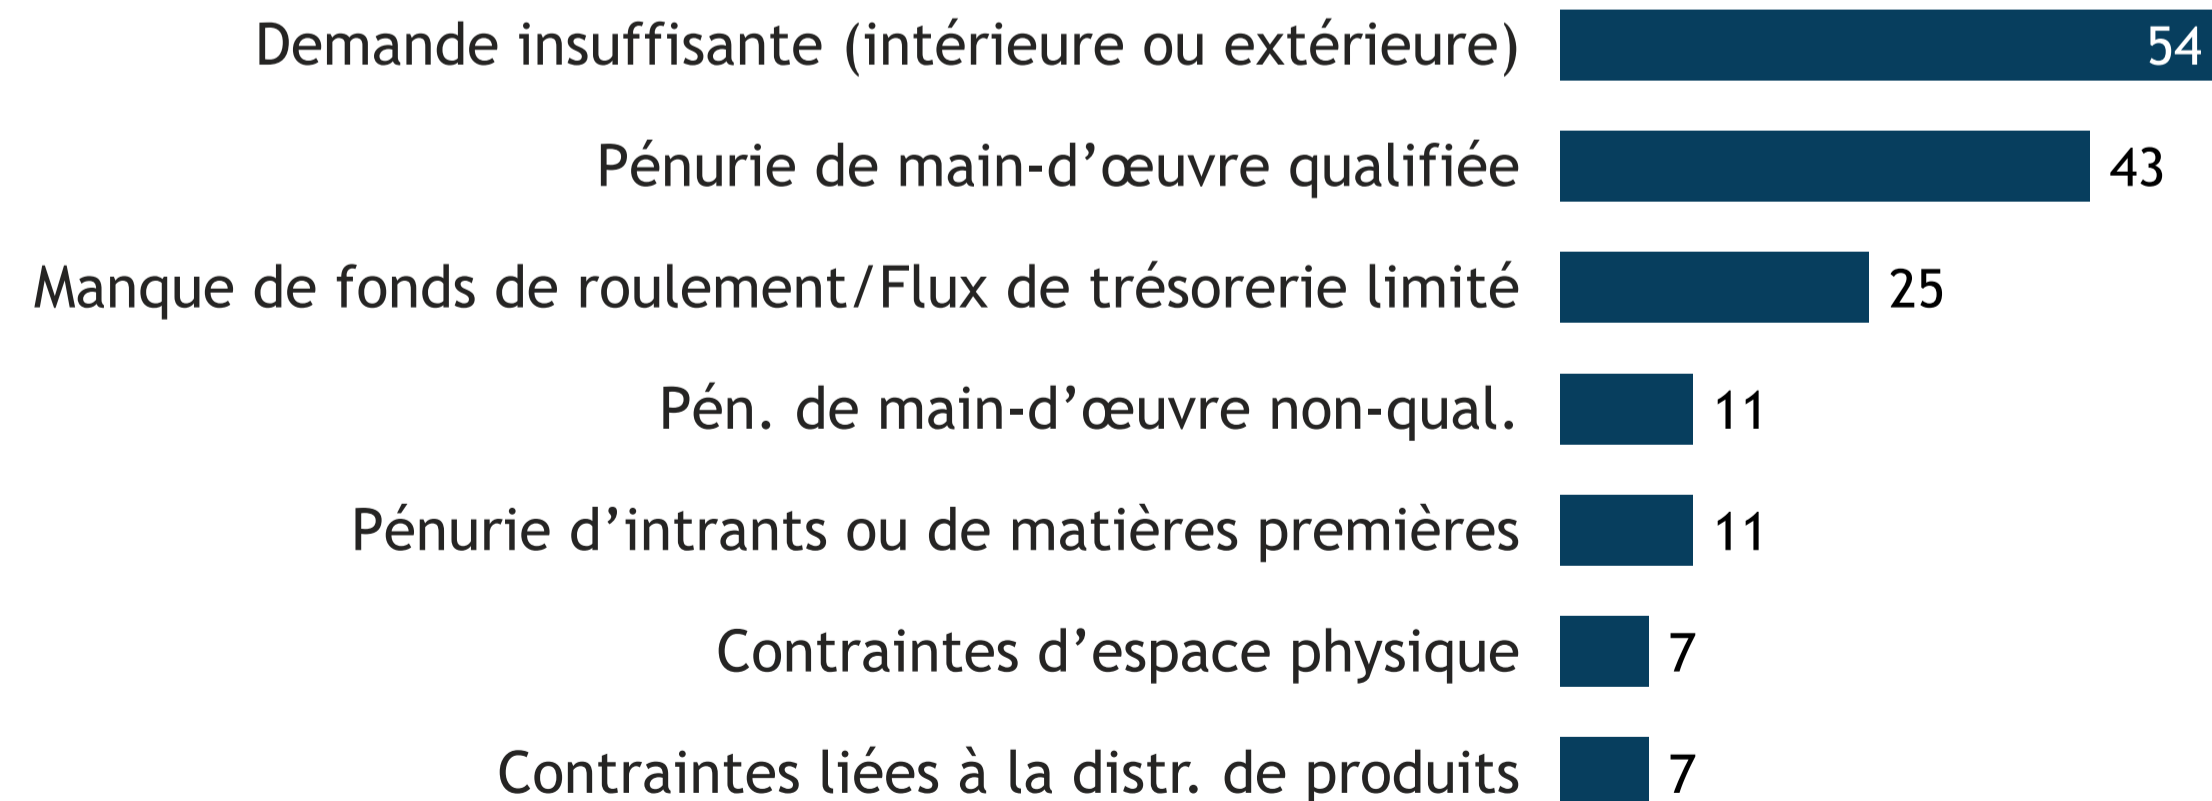 Demande insuffisante (intérieure ou extérieure) 54
Pénurie de main-d’œuvre qualifiée 43
Manque de fonds de roulement/Flux de trésorerie limité 25
Pén. de main-d’œuvre non-qual. 11
Pénurie d’intrants ou de matières premières 11
Contraintes d’espace physique 7
Contraintes liées à la distr. de produits 7